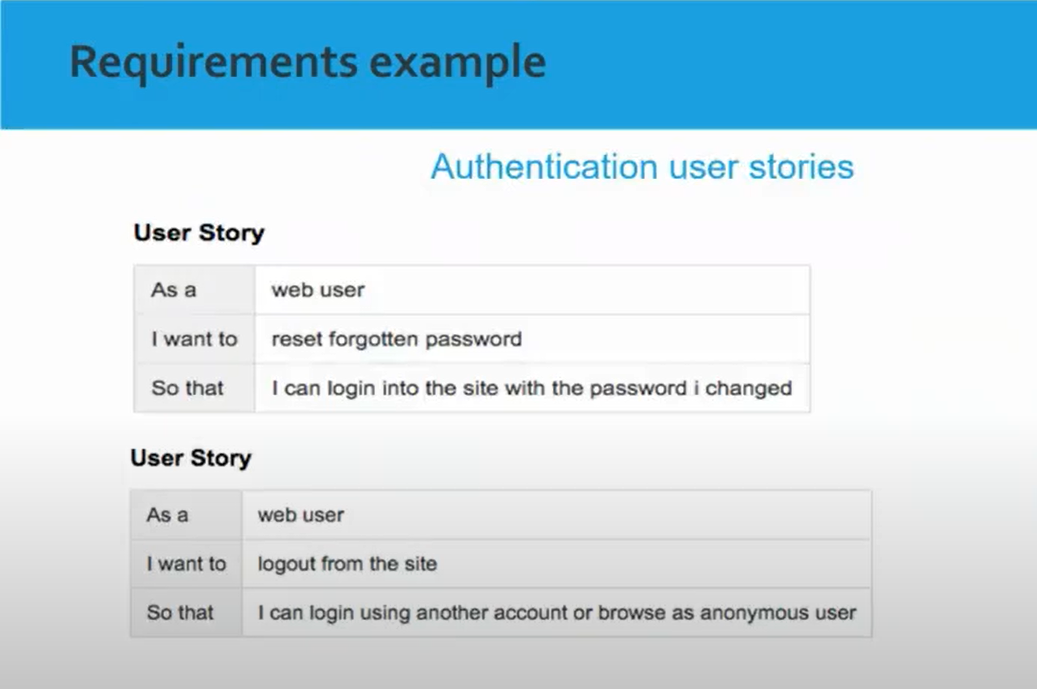 Requirements example
Authentication user stories
User Story
As a web user
I want to reset forgotten password
So that I can login into the site with the password i changed
User Story
As a web user
I want to logout from the site
So that I can login using another account or browse as anonymous user